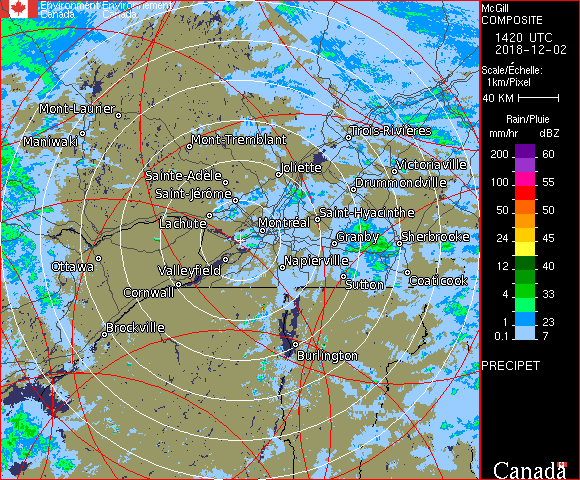 Environment Environnement
Canada Canada
McGill
COMPOSITE
1420 UTC
2018-12-02
Scale/Échelle:
1km/Pixel
40 KM
Rain/Pluie
mm/hr dBZ
200 60
100 55
50 50
24 45
12 40
4 33
1 23
0.1 7
PRECIPET
Canada
Mont-Laurier
Maniwaki
Mont-Tremblant
Trois-Rivières
Joliette
Victoriaville
Sainte-Adèle
Drummondville
Saint-Jérôme
Saint-Hyacinthe
Lachute
Montréal
Granby
Sherbrooke
Ottawa
Valleyfield
Napierville
Sutton
Coaticook
Cornwall
Brockville
Burlington